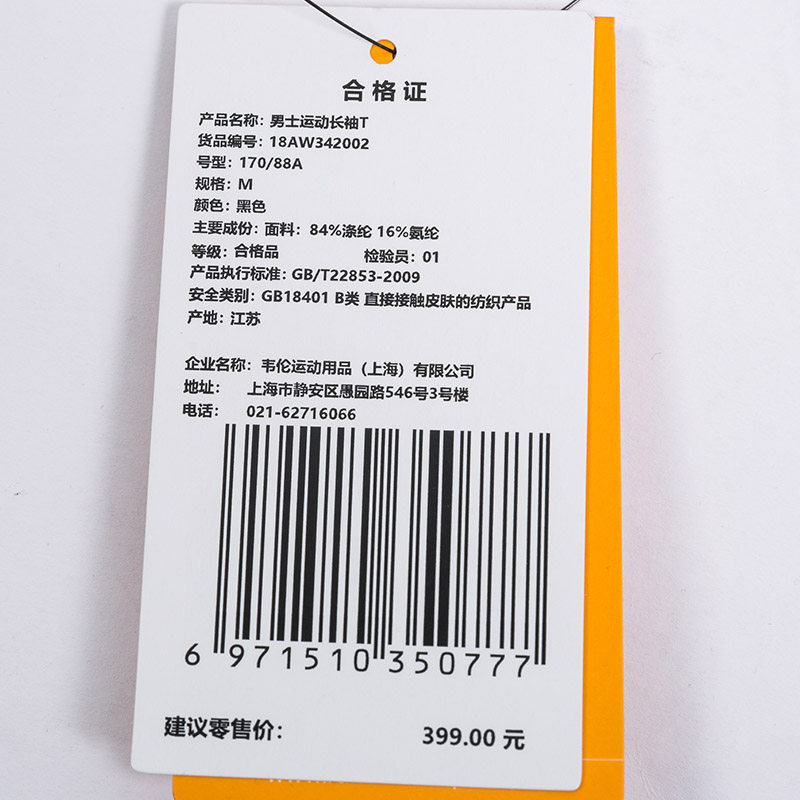 合格证
产品名称：男士运动长袖T
货品编号：18AW342002
号型：170/88A
规格：M
颜色：黑色
主要成份：面料：84%涤纶 16%氨纶
等级：合格品 检验员：01
产品执行标准：GB/T22853-2009
安全类别：GB18401 B类 直接接触皮肤的纺织产品
产地：江苏
企业名称：韦伦运动用品（上海）有限公司
地址： 上海市静安区愚园路546号3号楼
电话： 021-62716066
6 971510 350777
建议零售价： 399.00 元